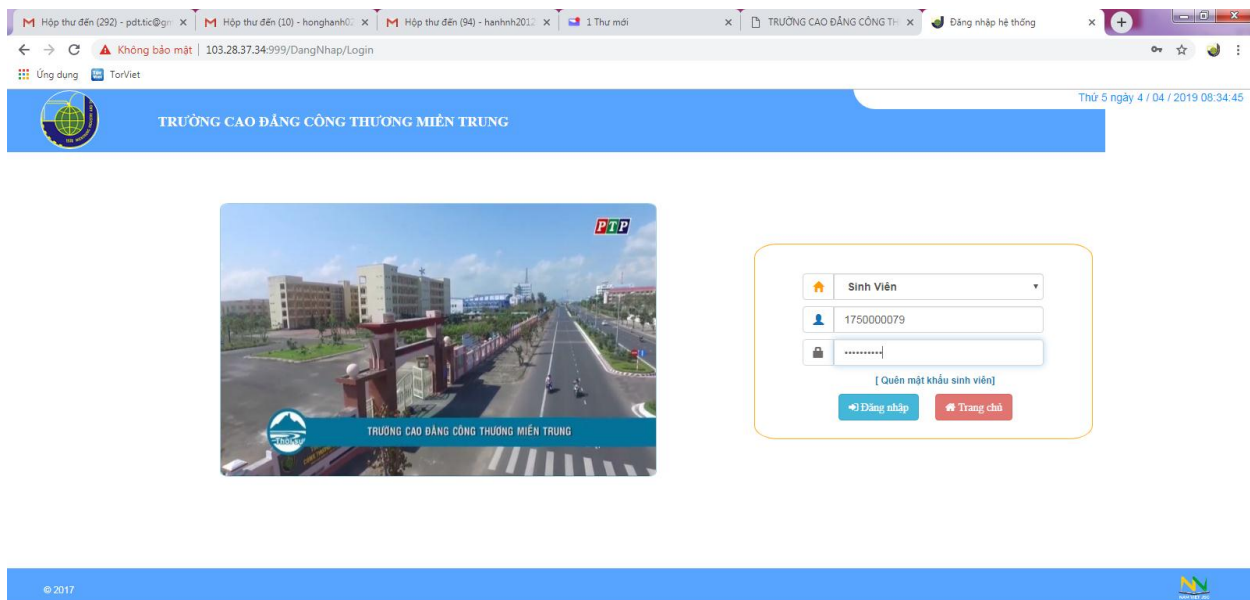 Hộp thư đến (292) - pdt.tic@gm
Hộp thư đến (10) - honghanh02
Hộp thư đến (94) - hanhnh2012
1 Thư mới
TRƯỜNG CAO ĐẲNG CÔNG TH
Đăng nhập hệ thống
Không bảo mật | 103.28.37.34:999/DangNhap/Login
Ứng dụng TorViet
Thứ 5 ngày 4 / 04 / 2019 08:34:45
TRƯỜNG CAO ĐẲNG CÔNG THƯƠNG MIỀN TRUNG
PTP
TRƯỜNG CAO ĐẲNG CÔNG THƯƠNG MIỀN TRUNG
Thời sự
Sinh Viên
1750000079
••••••••••
[ Quên mật khẩu sinh viên]
Đăng nhập Trang chủ
© 2017